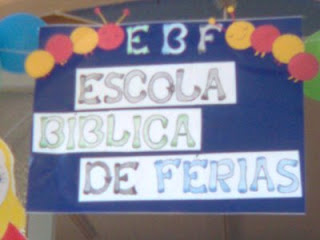 EBF
ESCOLA
BIBLICA
DE FÉRIAS